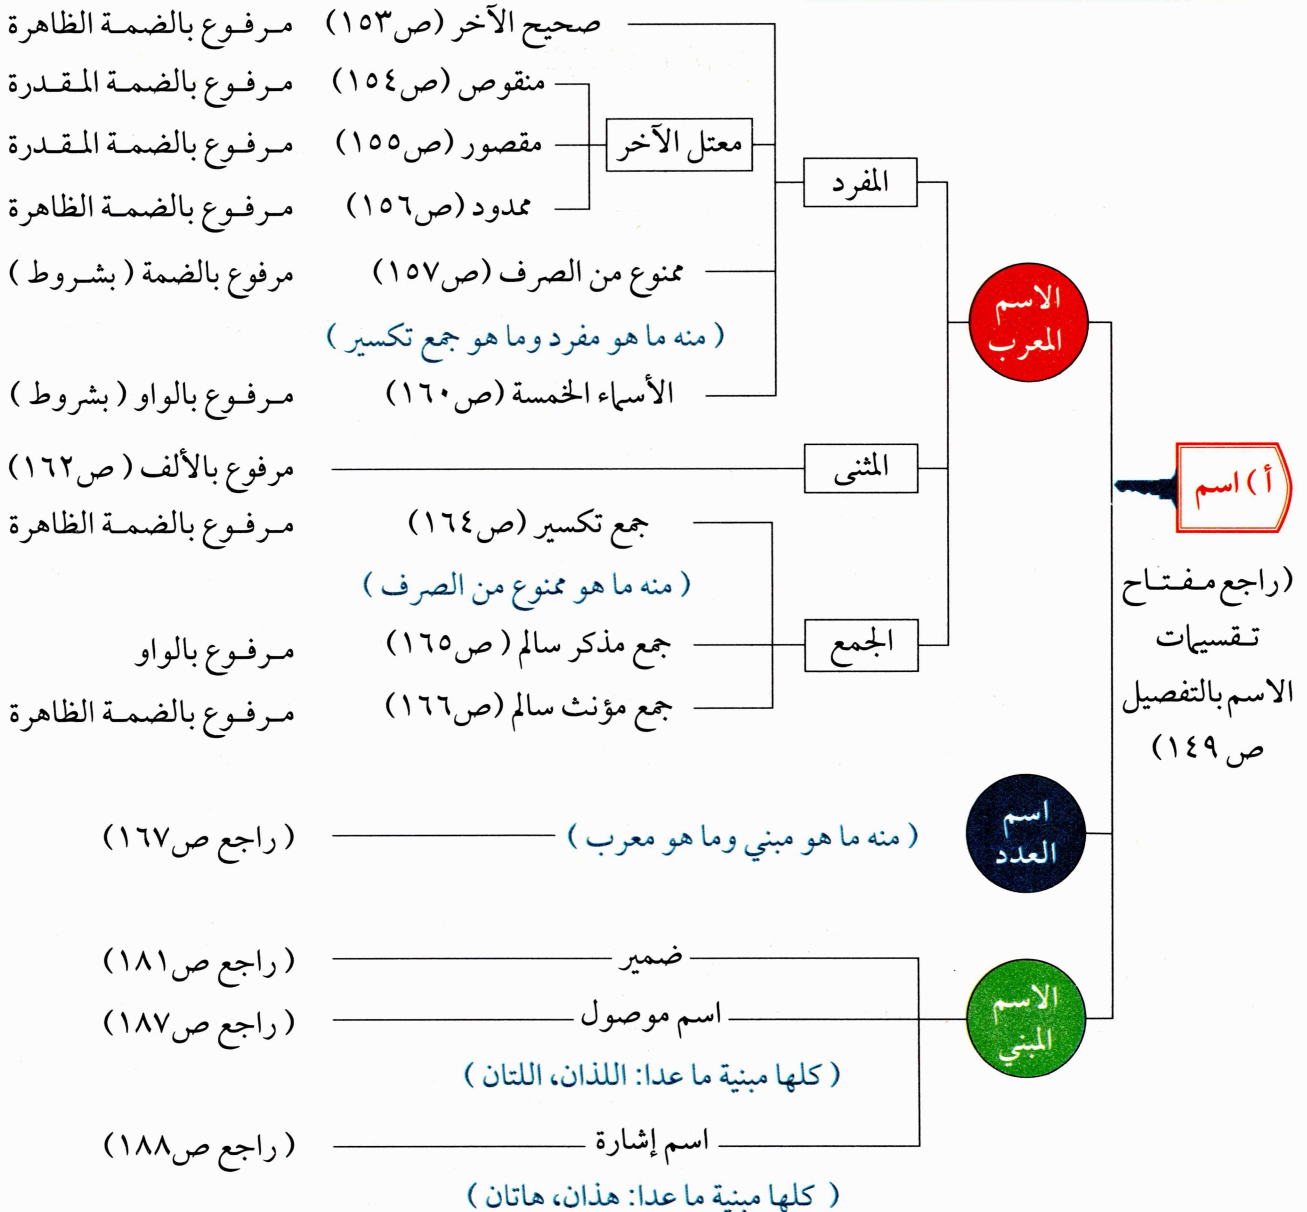 أ) اسم
(راجع مفتاح
تقسيمات
الاسم بالتفصيل
ص ١٤٩)
الاسم
المعرب
المفرد
صحيح الآخر (ص١٥٣) مرفوع بالضمة الظاهرة
معتل الآخر
منقوص (ص١٥٤) مرفوع بالضمة المقدرة
مقصور (ص١٥٥) مرفوع بالضمة المقدرة
ممدود (ص١٥٦) مرفوع بالضمة الظاهرة
ممنوع من الصرف (ص١٥٧) مرفوع بالضمة ( بشروط )
( منه ما هو مفرد وما هو جمع تكسير )
الأسماء الخمسة (ص١٦٠) مرفوع بالواو ( بشروط )
المثنى
مرفوع بالألف ( ص١٦٢)
الجمع
جمع تكسير (ص١٦٤) مرفوع بالضمة الظاهرة
( منه ما هو ممنوع من الصرف )
جمع مذكر سالم ( ص١٦٥) مرفوع بالواو
جمع مؤنث سالم (ص١٦٦) مرفوع بالضمة الظاهرة
اسم
العدد
( منه ما هو مبني وما هو معرب ) ( راجع ص١٦٧)
الاسم
المبني
ضمير ( راجع ص١٨١)
اسم موصول ( راجع ص١٨٧)
( كلها مبنية ما عدا: اللذان، اللتان )
اسم إشارة ( راجع ص١٨٨)
( كلها مبنية ما عدا: هذان، هاتان )